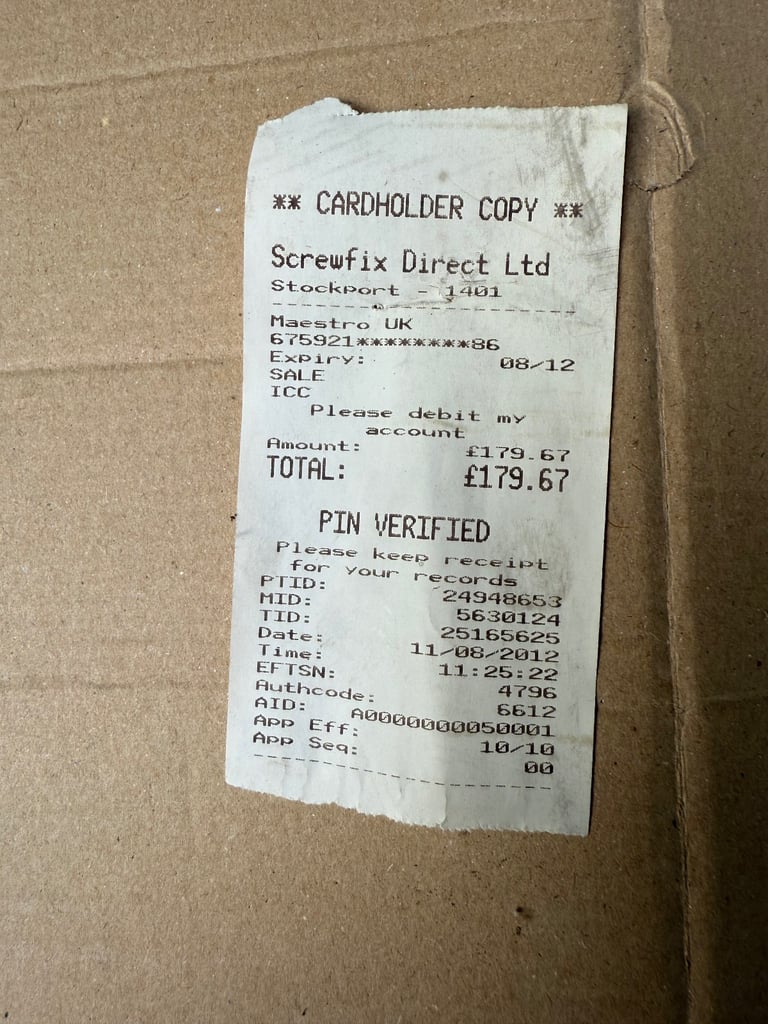 ** CARDHOLDER COPY **
Screwfix Direct Ltd
Stockport - 1401
Maestro UK
675921********86
Expiry: 08/12
SALE
ICC
Please debit my
account
Amount: £179.67
TOTAL: £179.67
PIN VERIFIED
Please keep receipt
for your records
PTID: 24948653
MID: 5630124
TID: 25165625
Date: 11/08/2012
Time: 11:25:22
EFTSN: 4796
Authcode: 6612
AID: A0000000050001
App Eff: 10/10
App Seq: 00